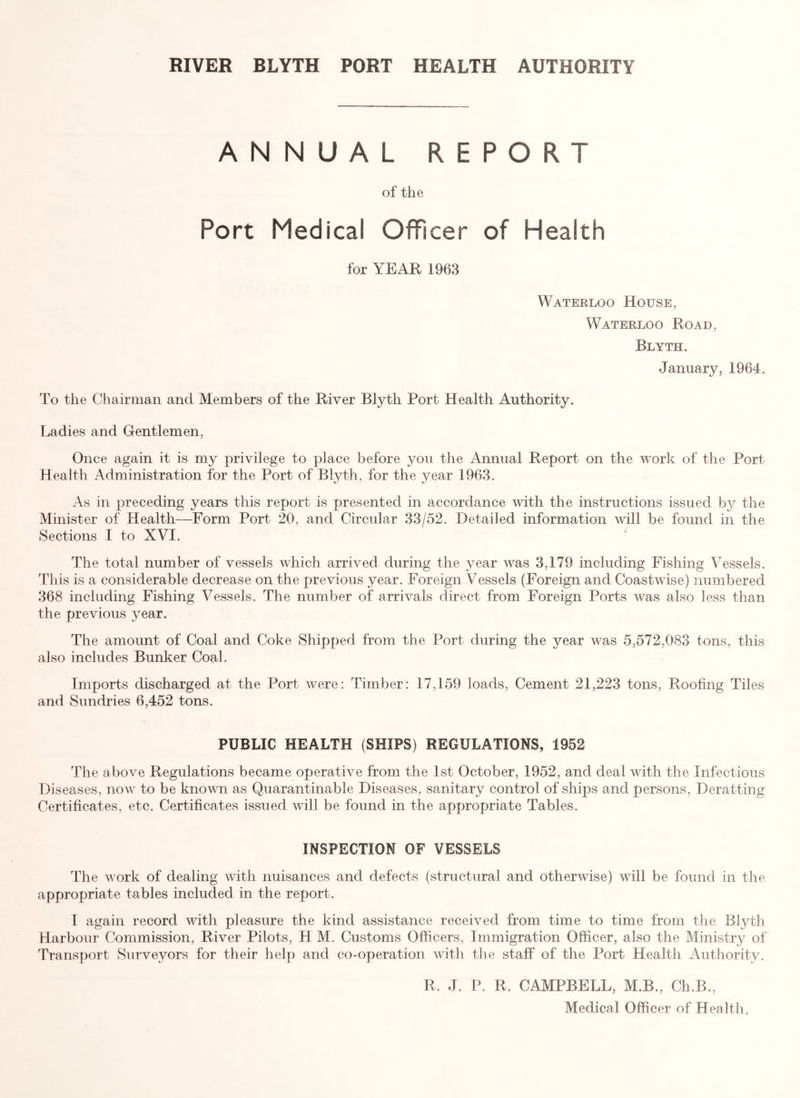 RIVER BLYTH PORT HEALTH AUTHORITY
ANNUAL REPORT
of the
Port Medical Officer of Health
for YEAR 1963
Waterloo House,
Waterloo Road,
Blyth.
January, 1964.
To the Chairman and Members of the River Blyth Port Health Authority.
Ladies and Gentlemen,
Once again it is my privilege to place before you the Annual Report on the work of the Port
Health Administration for the Port of Blyth, for the year 1963.
As in preceding years this report is presented in accordance with the instructions issued by the
Minister of Health—Form Port 20, and Circular 33/52. Detailed information will be found in the
Sections I to XVI.
The total number of vessels which arrived during the year was 3,179 including Fishing Vessels.
This is a considerable decrease on the previous year. Foreign Vessels (Foreign and Coastwise) numbered
368 including Fishing Vessels. The number of arrivals direct from Foreign Ports was also less than
the previous year.
The amount of Coal and Coke Shipped from the Port during the year was 5,572,083 tons, this
also includes Bunker Coal.
Imports discharged at the Port were: Timber: 17,159 loads, Cement 21,223 tons, Roofing Tiles
and Sundries 6,452 tons.
PUBLIC HEALTH (SHIPS) REGULATIONS, 1952
The above Regulations became operative from the 1st October, 1952, and deal with the Infectious
Diseases, now to be known as Quarantinable Diseases, sanitary control of ships and persons, Deratting
Certificates, etc. Certificates issued will be found in the appropriate Tables.
INSPECTION OF VESSELS
The work of dealing with nuisances and defects (structural and otherwise) will be found in the
appropriate tables included in the report.
I again record with pleasure the kind assistance received from time to time from the Blyth
Harbour Commission, River Pilots, H M. Customs Officers, Immigration Officer, also the Ministry of
Transport Surveyors for their help and co-operation with the staff of the Port Health Authority.
R. J. P. R. CAMPBELL, M.B., Ch.B.,
Medical Officer of Health,